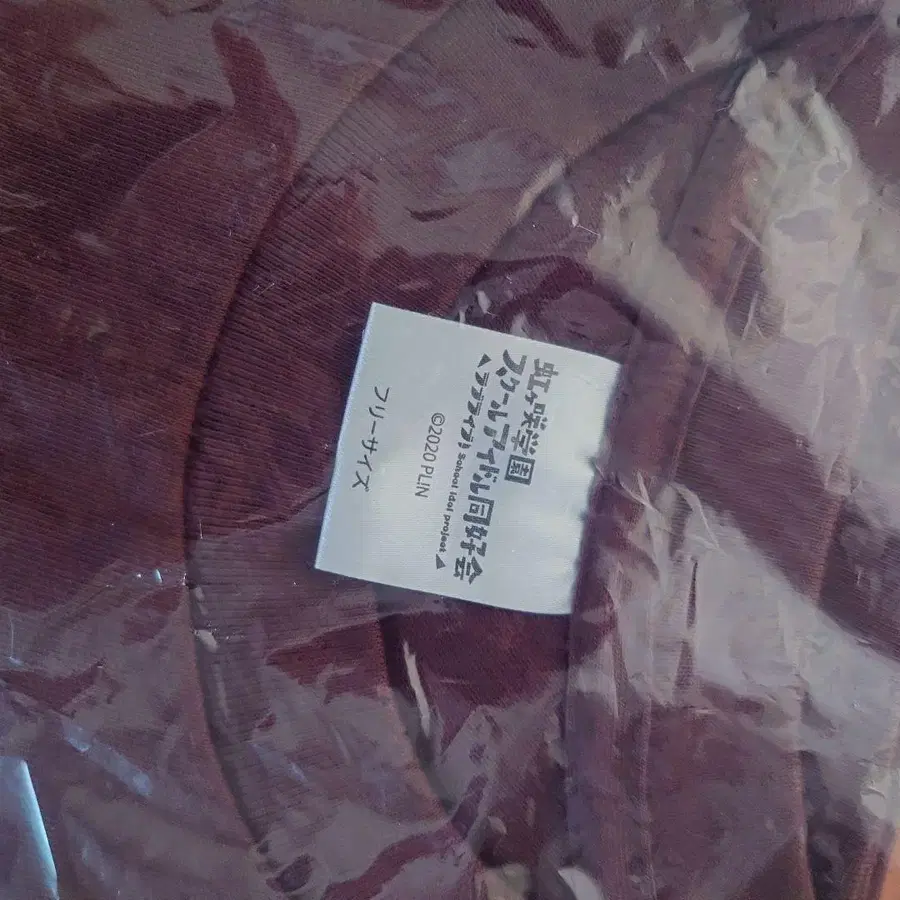 虹ヶ咲学園
スクールアイドル同好会
ラブライブ! School idol project
©2020 PL!N
フリーサイズ